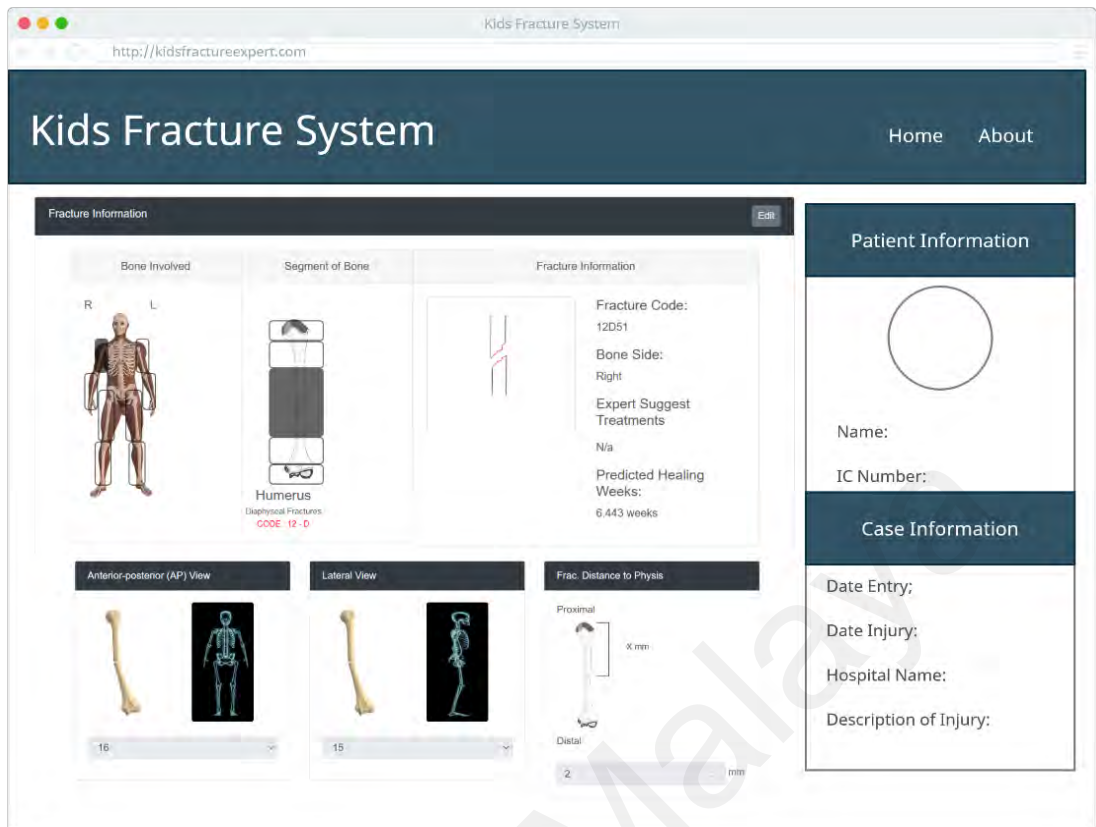 Kids Fracture System
http://kidsfractureexpert.com
Kids Fracture System
Home About
Fracture Information
Edit
Bone Involved
Segment of Bone
Fracture Information
R L
Humerus
Diaphyseal Fractures
CODE : 12 - D
Fracture Code:
12D51
Bone Side:
Right
Expert Suggest
Treatments
N/a
Predicted Healing
Weeks:
6.443 weeks
Anterior-posterior (AP) View
16
Lateral View
15
Frac. Distance to Physis
Proximal
X mm
Distal
2
mm
Patient Information
Name:
IC Number:
Case Information
Date Entry;
Date Injury:
Hospital Name:
Description of Injury:
Malaya